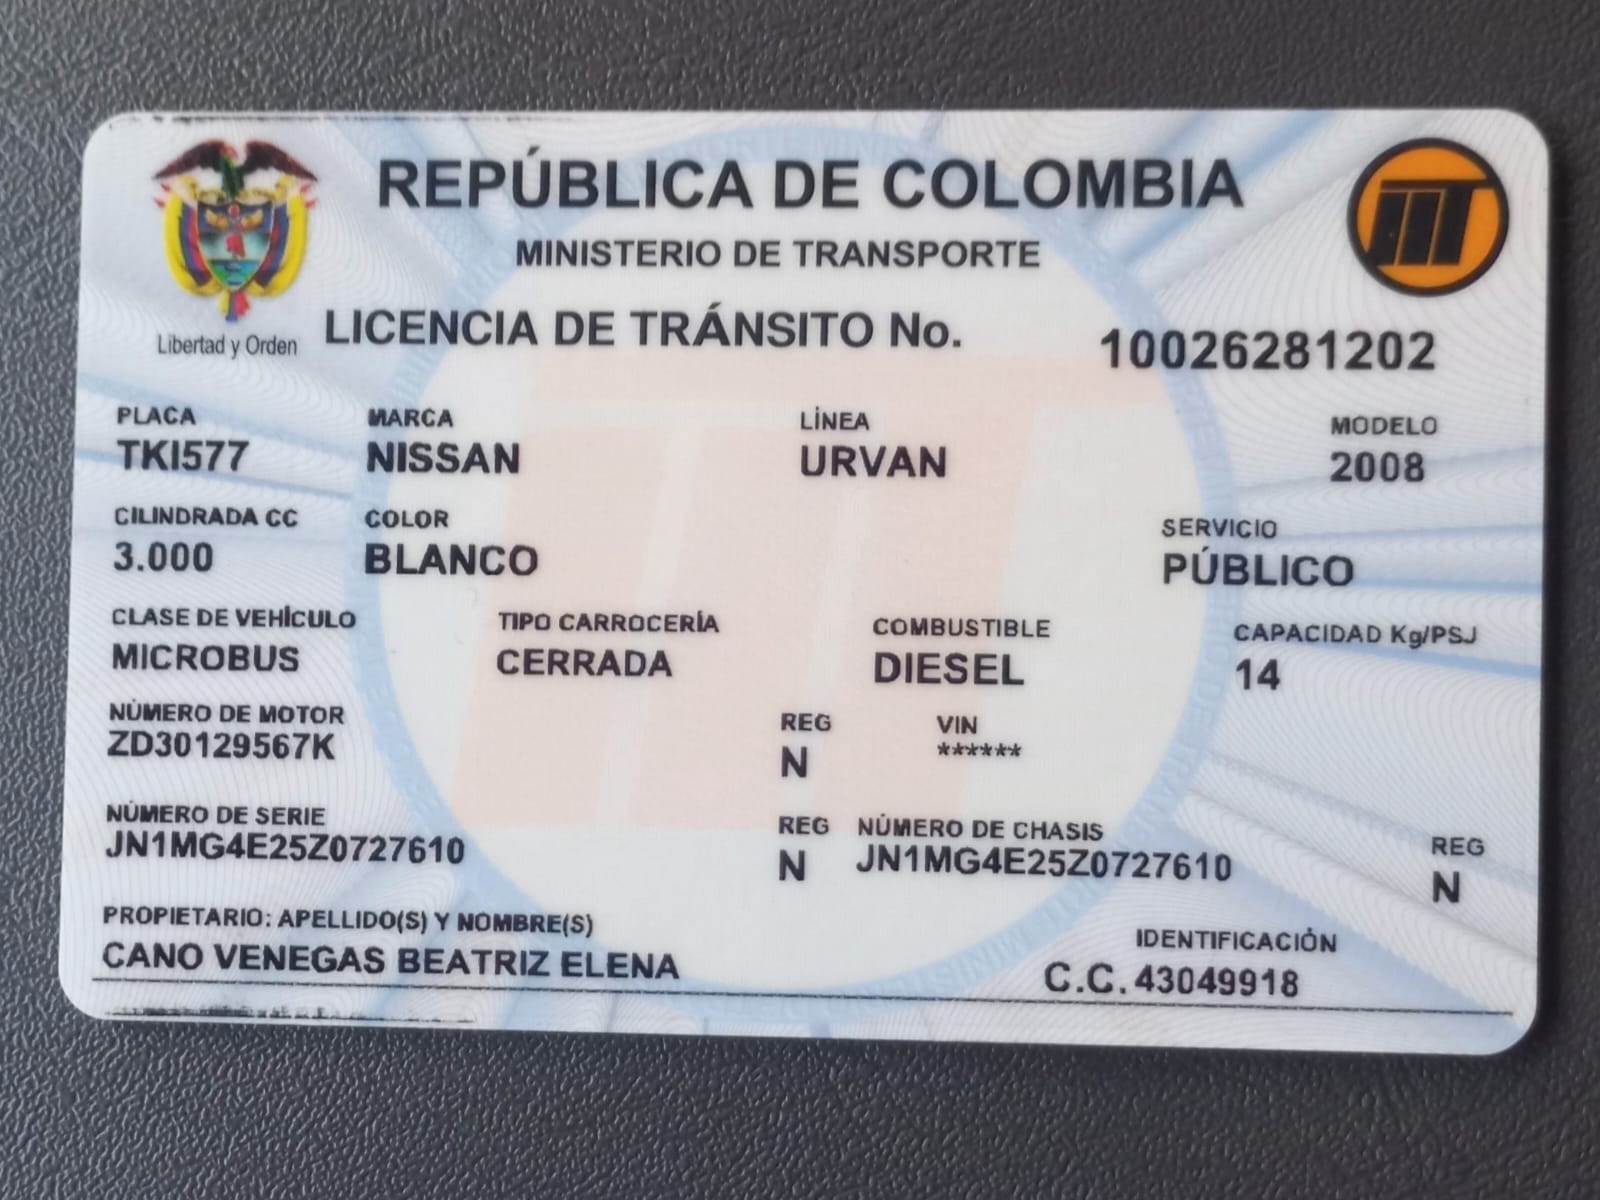 REPÚBLICA DE COLOMBIA
MINISTERIO DE TRANSPORTE
Libertad y Orden
LICENCIA DE TRÁNSITO No. 10026281202
PLACA MARCA LÍNEA MODELO
TKI577 NISSAN URVAN 2008
CILINDRADA CC COLOR SERVICIO
3.000 BLANCO PÚBLICO
CLASE DE VEHÍCULO TIPO CARROCERÍA COMBUSTIBLE CAPACIDAD Kg/PSJ
MICROBUS CERRADA DIESEL 14
NÚMERO DE MOTOR REG VIN
ZD30129567K N ******
NÚMERO DE SERIE REG NÚMERO DE CHASIS REG
JN1MG4E25Z0727610 N JN1MG4E25Z0727610 N
PROPIETARIO: APELLIDO(S) Y NOMBRE(S) IDENTIFICACIÓN
CANO VENEGAS BEATRIZ ELENA C.C. 43049918